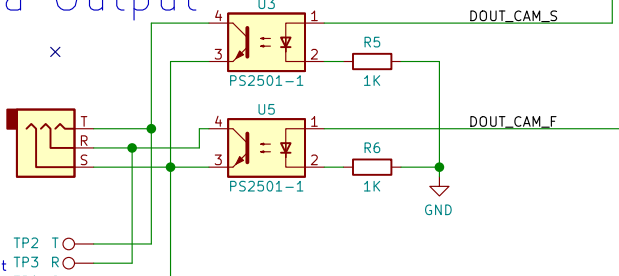 a Output
U3
4 1 DOUT_CAM_S
3 2 R5
PS2501-1 1K
U5
T 4 1 DOUT_CAM_F
R R6
S 3 2
PS2501-1 1K
GND
TP2 T
t TP3 R